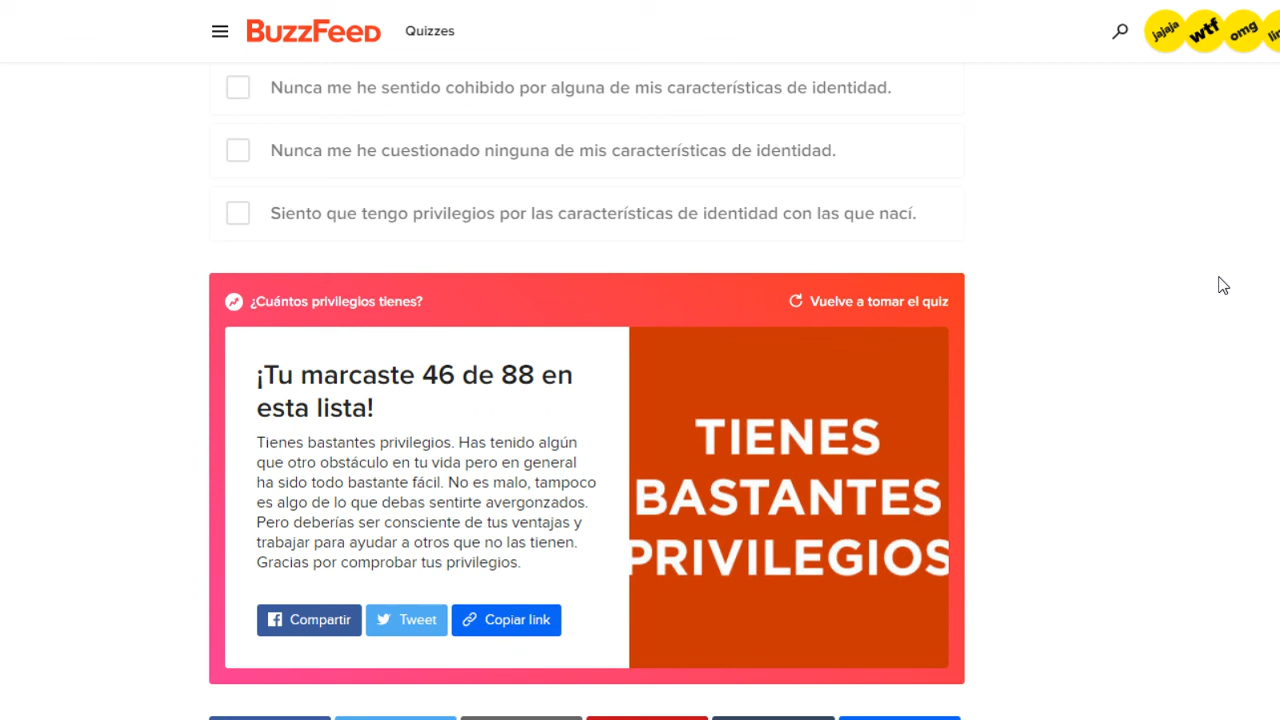 BuzzFeed Quizzes
jajaja wtf omg
Nunca me he sentido cohibido por alguna de mis características de identidad.
Nunca me he cuestionado ninguna de mis características de identidad.
Siento que tengo privilegios por las características de identidad con las que nací.
¿Cuántos privilegios tienes?
Vuelve a tomar el quiz
¡Tu marcaste 46 de 88 en
esta lista!
Tienes bastantes privilegios. Has tenido algún
que otro obstáculo en tu vida pero en general
ha sido todo bastante fácil. No es malo, tampoco
es algo de lo que debas sentirte avergonzados.
Pero deberías ser consciente de tus ventajas y
trabajar para ayudar a otros que no las tienen.
Gracias por comprobar tus privilegios.
Compartir Tweet Copiar link
TIENES
BASTANTES
PRIVILEGIOS